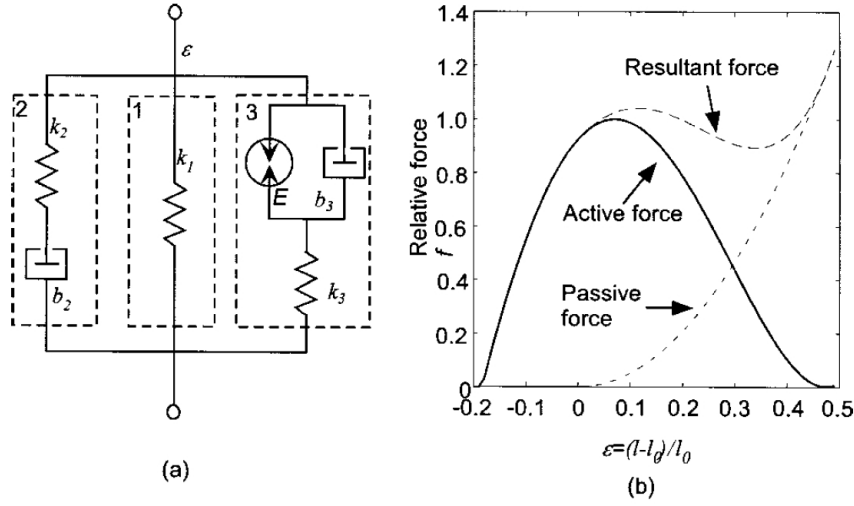 ε
2
k2
b2
1
k1
3
E
b3
k3
(a)
1.4
1.2
1.0
0.8
0.6
0.4
0.2
0
Relative force
f
Resultant force
Active force
Passive
force
-0.2 -0.1 0 0.1 0.2 0.3 0.4 0.5
ε=(l-l0)/l0
(b)